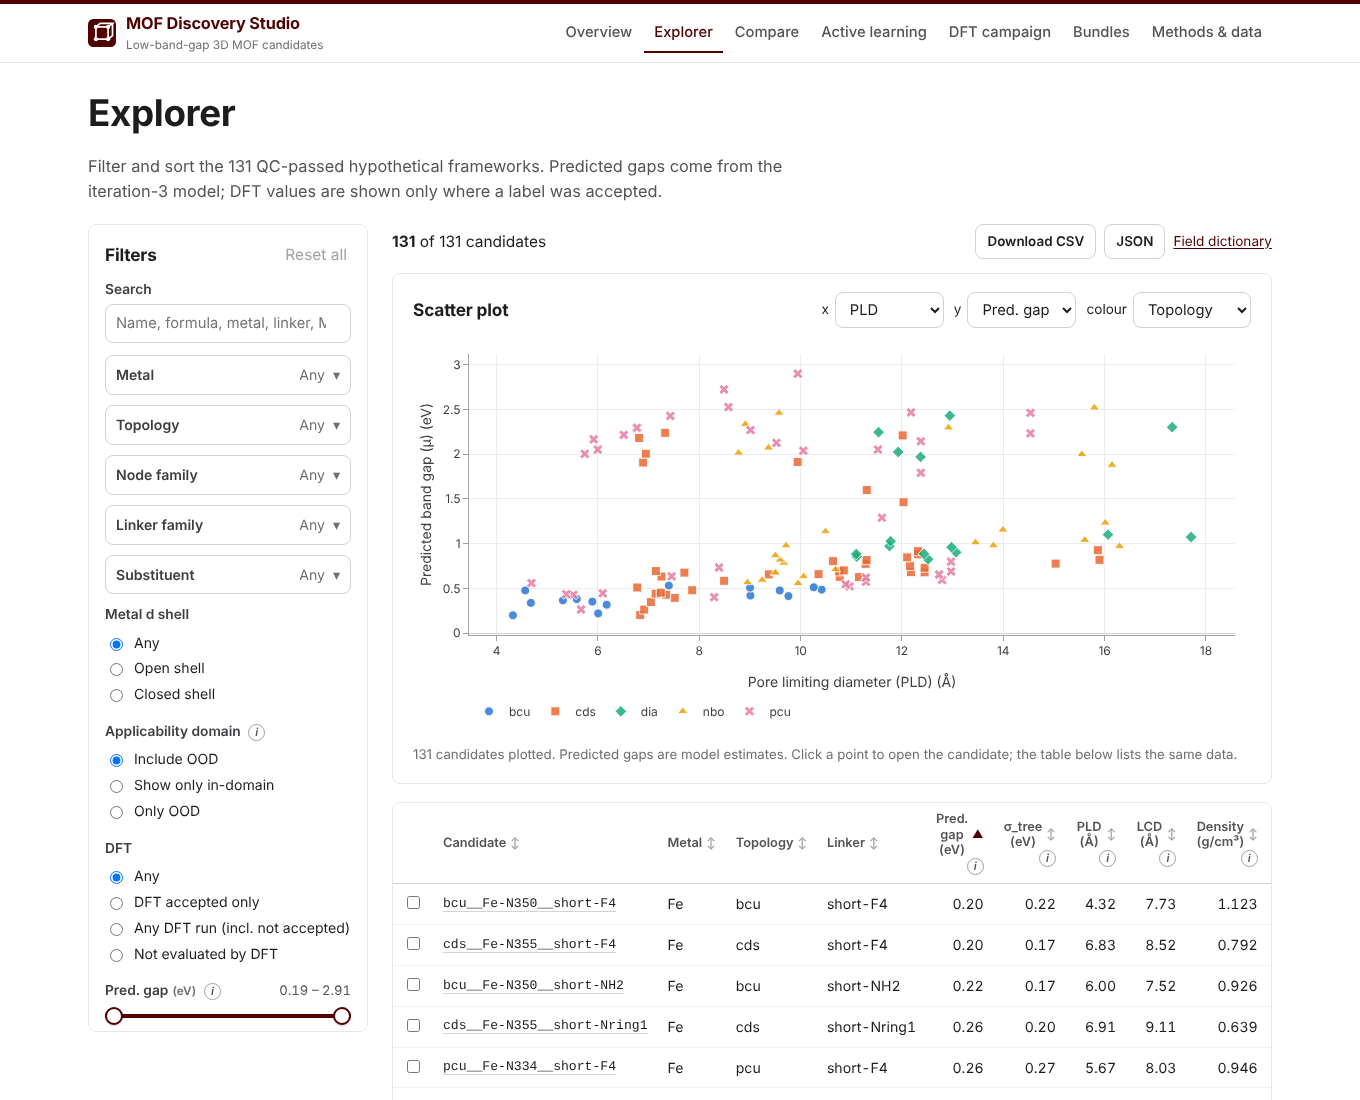 MOF Discovery Studio
Low-band-gap 3D MOF candidates
Overview Explorer Compare Active learning DFT campaign Bundles Methods & data
Explorer
Filter and sort the 131 QC-passed hypothetical frameworks. Predicted gaps come from the
iteration-3 model; DFT values are shown only where a label was accepted.
Filters Reset all
Search
Name, formula, metal, linker,
Metal Any ▾
Topology Any ▾
Node family Any ▾
Linker family Any ▾
Substituent Any ▾
Metal d shell
Any
Open shell
Closed shell
Applicability domain i
Include OOD
Show only in-domain
Only OOD
DFT
Any
DFT accepted only
Any DFT run (incl. not accepted)
Not evaluated by DFT
Pred. gap (eV) i 0.19 – 2.91
131 of 131 candidates
Download CSV JSON Field dictionary
Scatter plot
x PLD y Pred. gap colour Topology
Predicted band gap (μ) (eV)
3
2.5
2
1.5
1
0.5
0
4 6 8 10 12 14 16 18
Pore limiting diameter (PLD) (Å)
bcu cds dia nbo pcu
131 candidates plotted. Predicted gaps are model estimates. Click a point to open the candidate; the table below lists the same data.
Candidate Metal Topology Linker Pred. gap (eV) i σ_tree (eV) i PLD (Å) i LCD (Å) i Density (g/cm³) i
bcu__Fe-N350__short-F4 Fe bcu short-F4 0.20 0.22 4.32 7.73 1.123
cds__Fe-N355__short-F4 Fe cds short-F4 0.20 0.17 6.83 8.52 0.792
bcu__Fe-N350__short-NH2 Fe bcu short-NH2 0.22 0.17 6.00 7.52 0.926
cds__Fe-N355__short-Nring1 Fe cds short-Nring1 0.26 0.20 6.91 9.11 0.639
pcu__Fe-N334__short-F4 Fe pcu short-F4 0.26 0.27 5.67 8.03 0.946